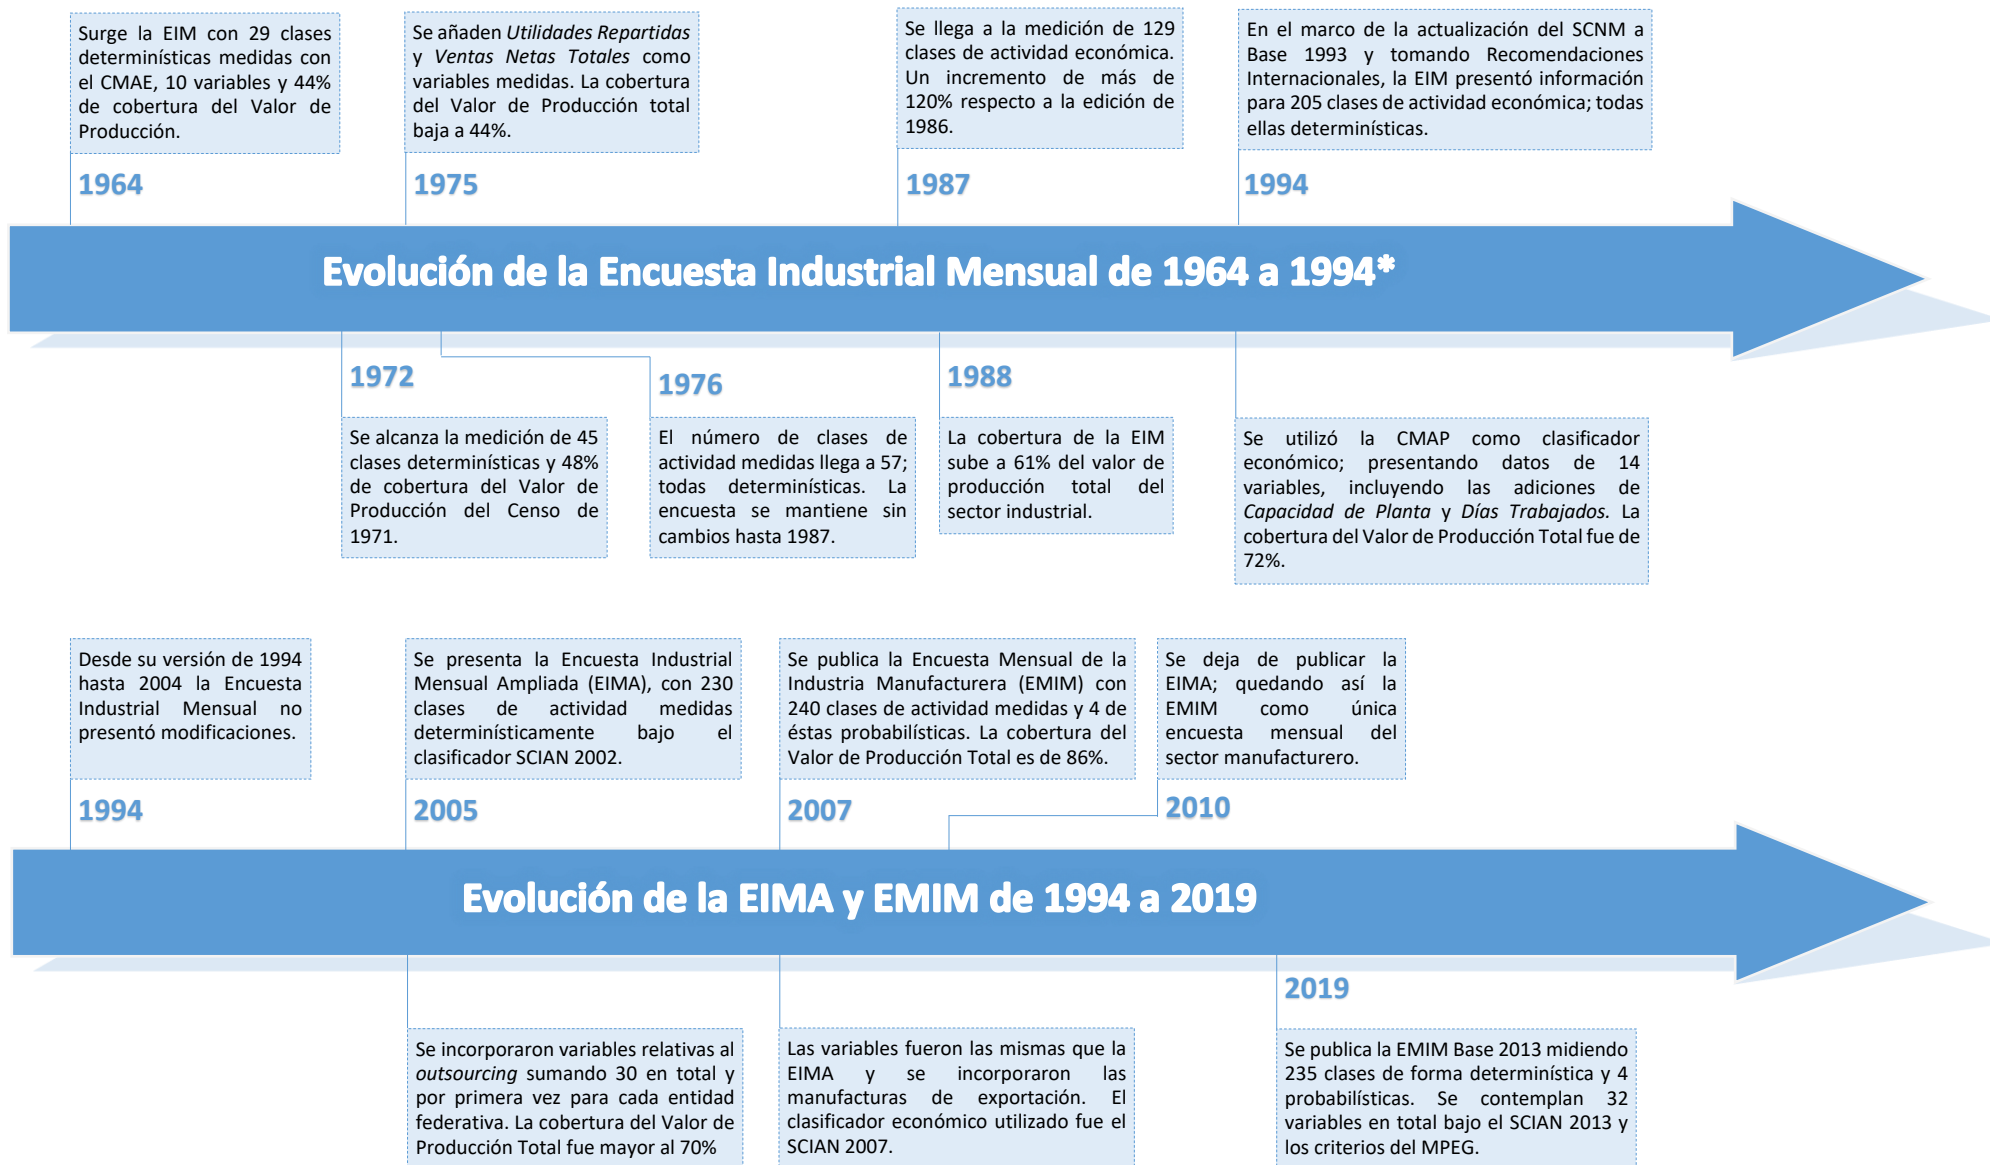 Surge la EIM con 29 clases
determinísticas medidas con
el CMAE, 10 variables y 44%
de cobertura del Valor de
Producción.
1964
Se añaden Utilidades Repartidas
y Ventas Netas Totales como
variables medidas. La cobertura
del Valor de Producción total
baja a 44%.
1975
Se llega a la medición de 129
clases de actividad económica.
Un incremento de más de
120% respecto a la edición de
1986.
1987
En el marco de la actualización del SCNM a
Base 1993 y tomando Recomendaciones
Internacionales, la EIM presentó información
para 205 clases de actividad económica; todas
ellas determinísticas.
1994
Evolución de la Encuesta Industrial Mensual de 1964 a 1994*
1972
Se alcanza la medición de 45
clases determinísticas y 48%
de cobertura del Valor de
Producción del Censo de
1971.
1976
El número de clases de
actividad medidas llega a 57;
todas determinísticas. La
encuesta se mantiene sin
cambios hasta 1987.
1988
La cobertura de la EIM
sube a 61% del valor de
producción total del
sector industrial.
Se utilizó la CMAP como clasificador
económico; presentando datos de 14
variables, incluyendo las adiciones de
Capacidad de Planta y Días Trabajados. La
cobertura del Valor de Producción Total fue de
72%.
Desde su versión de 1994
hasta 2004 la Encuesta
Industrial Mensual no
presentó modificaciones.
1994
Se presenta la Encuesta Industrial
Mensual Ampliada (EIMA), con 230
clases de actividad medidas
determinísticamente bajo el
clasificador SCIAN 2002.
2005
Se publica la Encuesta Mensual de la
Industria Manufacturera (EMIM) con
240 clases de actividad medidas y 4 de
éstas probabilísticas. La cobertura del
Valor de Producción Total es de 86%.
2007
Se deja de publicar la
EIMA; quedando así la
EMIM como única
encuesta mensual del
sector manufacturero.
2010
Evolución de la EIMA y EMIM de 1994 a 2019
Se incorporaron variables relativas al
outsourcing sumando 30 en total y
por primera vez para cada entidad
federativa. La cobertura del Valor de
Producción Total fue mayor al 70%
Las variables fueron las mismas que la
EIMA y se incorporaron las
manufacturas de exportación. El
clasificador económico utilizado fue el
SCIAN 2007.
2019
Se publica la EMIM Base 2013 midiendo
235 clases de forma determinística y 4
probabilísticas. Se contemplan 32
variables en total bajo el SCIAN 2013 y
los criterios del MPEG.